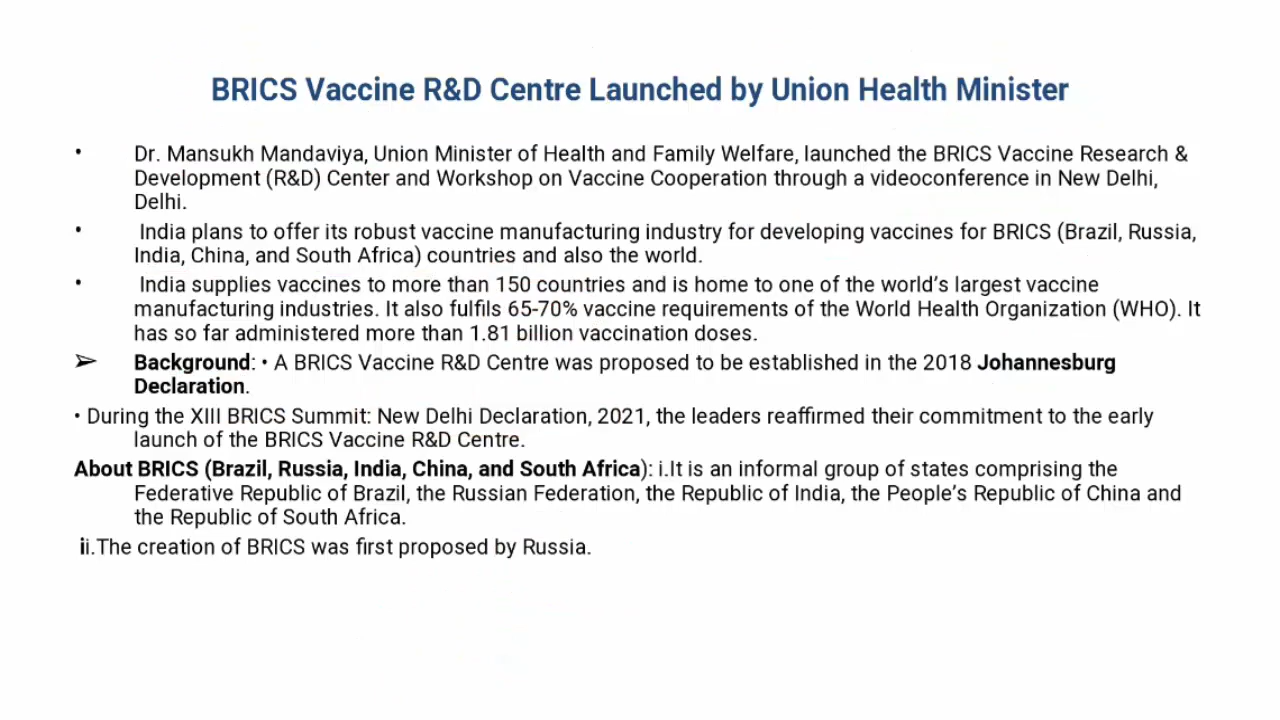 BRICS Vaccine R&D Centre Launched by Union Health Minister
• Dr. Mansukh Mandaviya, Union Minister of Health and Family Welfare, launched the BRICS Vaccine Research &
Development (R&D) Center and Workshop on Vaccine Cooperation through a videoconference in New Delhi,
Delhi.
• India plans to offer its robust vaccine manufacturing industry for developing vaccines for BRICS (Brazil, Russia,
India, China, and South Africa) countries and also the world.
• India supplies vaccines to more than 150 countries and is home to one of the world’s largest vaccine
manufacturing industries. It also fulfils 65-70% vaccine requirements of the World Health Organization (WHO). It
has so far administered more than 1.81 billion vaccination doses.
➢ Background: • A BRICS Vaccine R&D Centre was proposed to be established in the 2018 Johannesburg
Declaration.
• During the XIII BRICS Summit: New Delhi Declaration, 2021, the leaders reaffirmed their commitment to the early
launch of the BRICS Vaccine R&D Centre.
About BRICS (Brazil, Russia, India, China, and South Africa): i.It is an informal group of states comprising the
Federative Republic of Brazil, the Russian Federation, the Republic of India, the People’s Republic of China and
the Republic of South Africa.
ii.The creation of BRICS was first proposed by Russia.